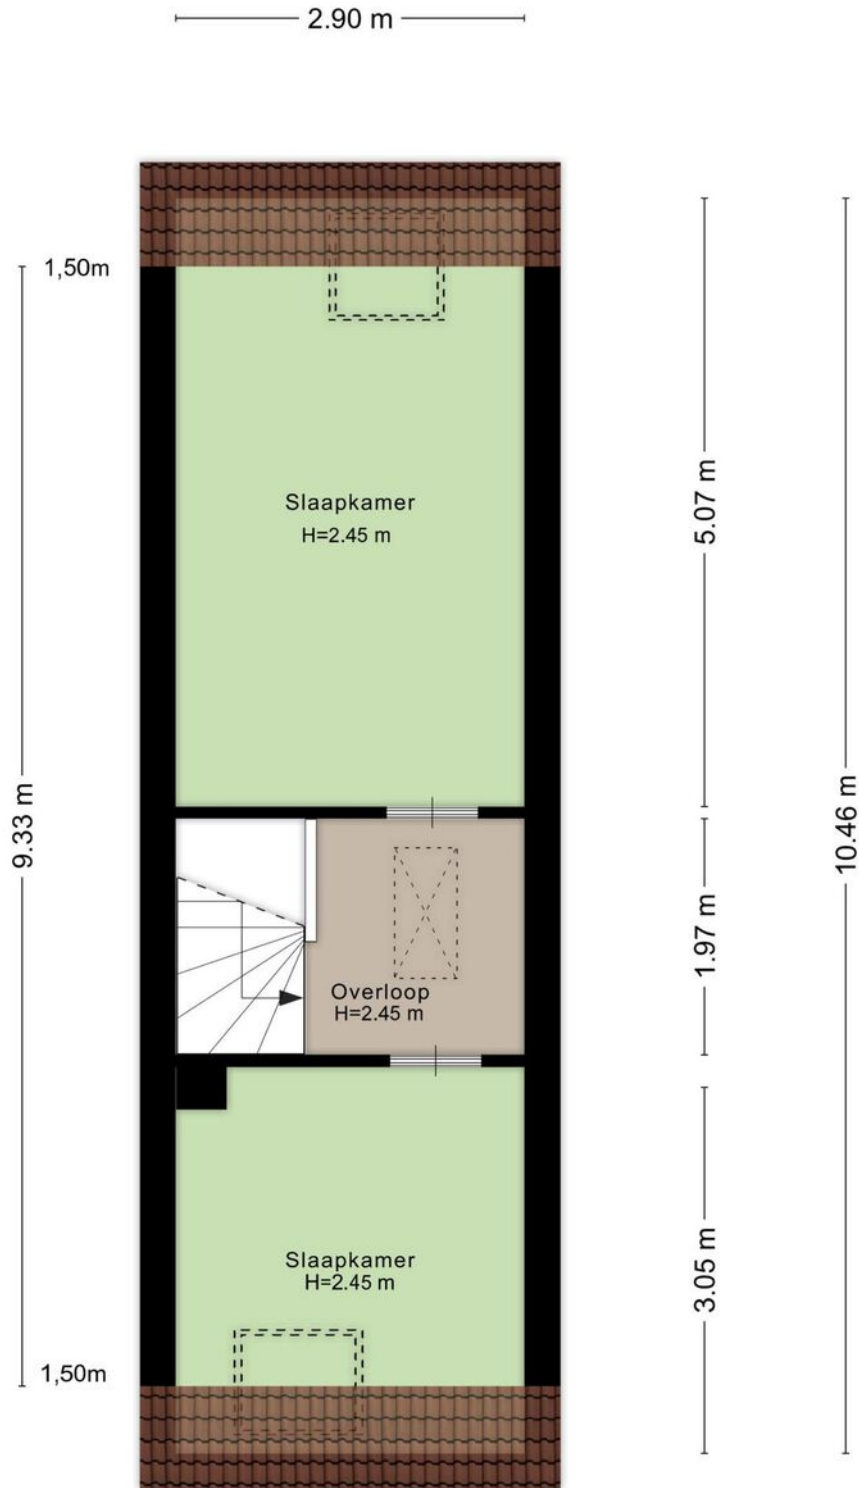 2.90 m
1,50m
Slaapkamer
H=2.45 m
5.07 m
9.33 m
10.46 m
1.97 m
Overloop
H=2.45 m
3.05 m
Slaapkamer
H=2.45 m
1,50m